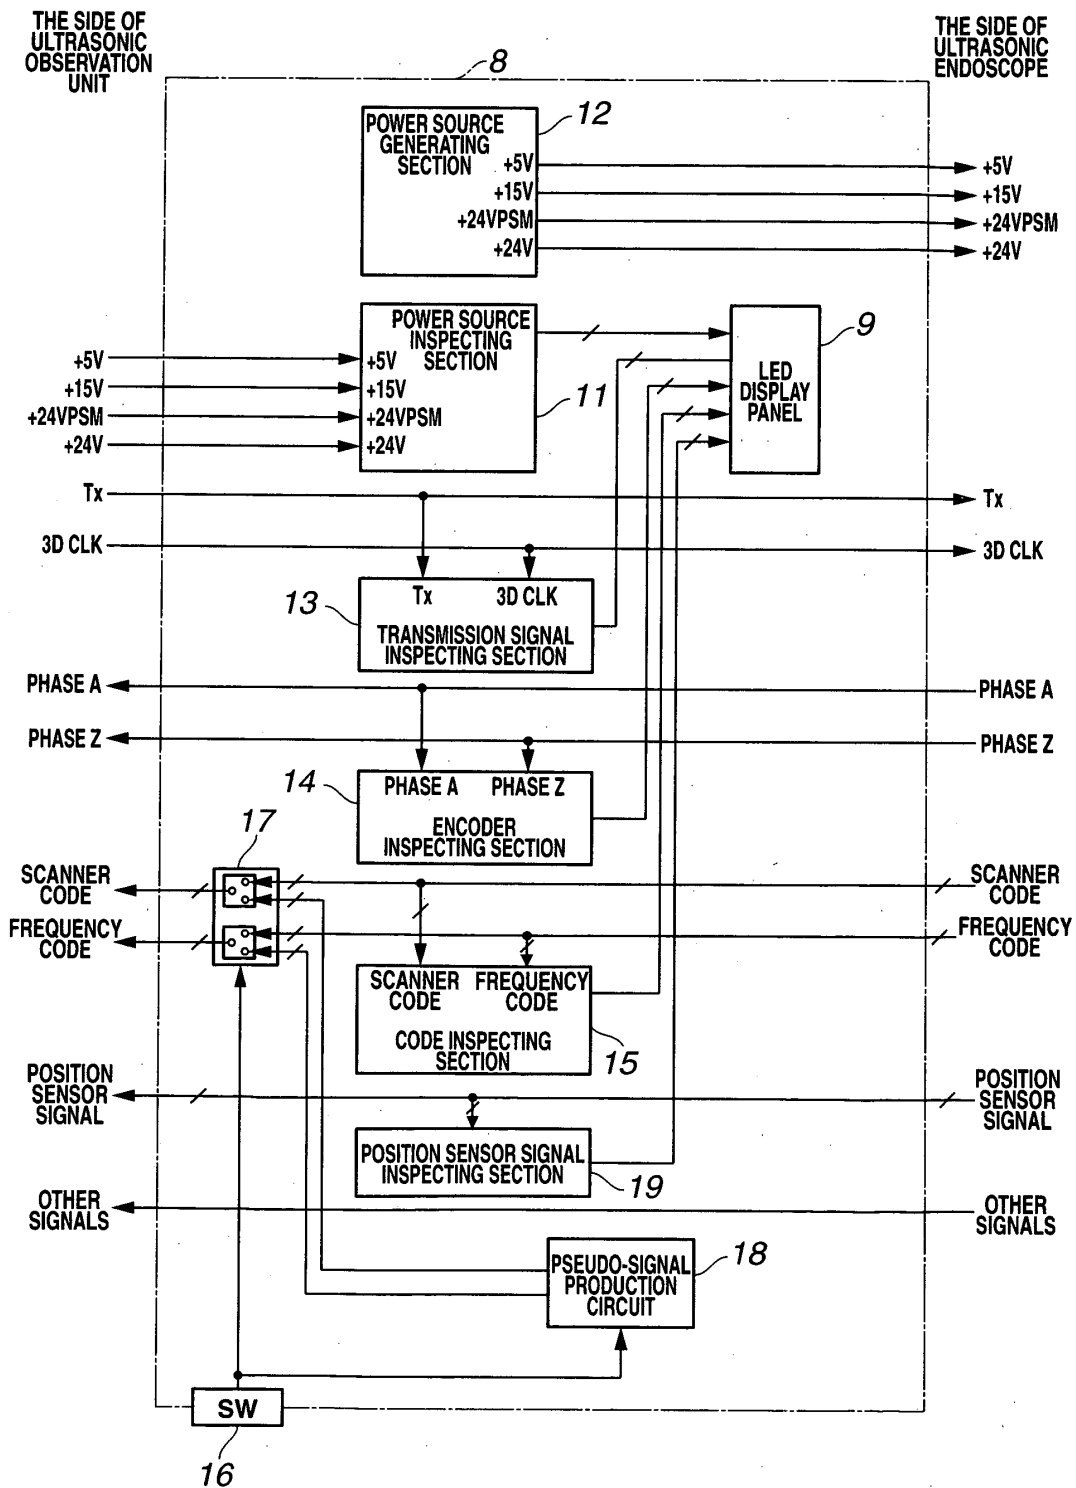 THE SIDE OF
ULTRASONIC
OBSERVATION
UNIT
THE SIDE OF
ULTRASONIC
ENDOSCOPE
8
POWER SOURCE
GENERATING
SECTION
12
+5V
+15V
+24VPSM
+24V
+5V
+15V
+24VPSM
+24V
POWER SOURCE
INSPECTING
SECTION
11
+5V
+15V
+24VPSM
+24V
+5V
+15V
+24VPSM
+24V
9
LED
DISPLAY
PANEL
Tx
Tx
3D CLK
3D CLK
13
Tx
3D CLK
TRANSMISSION SIGNAL
INSPECTING SECTION
PHASE A
PHASE A
PHASE Z
PHASE Z
14
PHASE A
PHASE Z
ENCODER
INSPECTING SECTION
17
SCANNER
CODE
SCANNER
CODE
FREQUENCY
CODE
FREQUENCY
CODE
SCANNER
CODE
FREQUENCY
CODE
CODE INSPECTING
SECTION
15
POSITION
SENSOR
SIGNAL
POSITION
SENSOR
SIGNAL
POSITION SENSOR SIGNAL
INSPECTING SECTION
19
OTHER
SIGNALS
OTHER
SIGNALS
PSEUDO-SIGNAL
PRODUCTION
CIRCUIT
18
SW
16